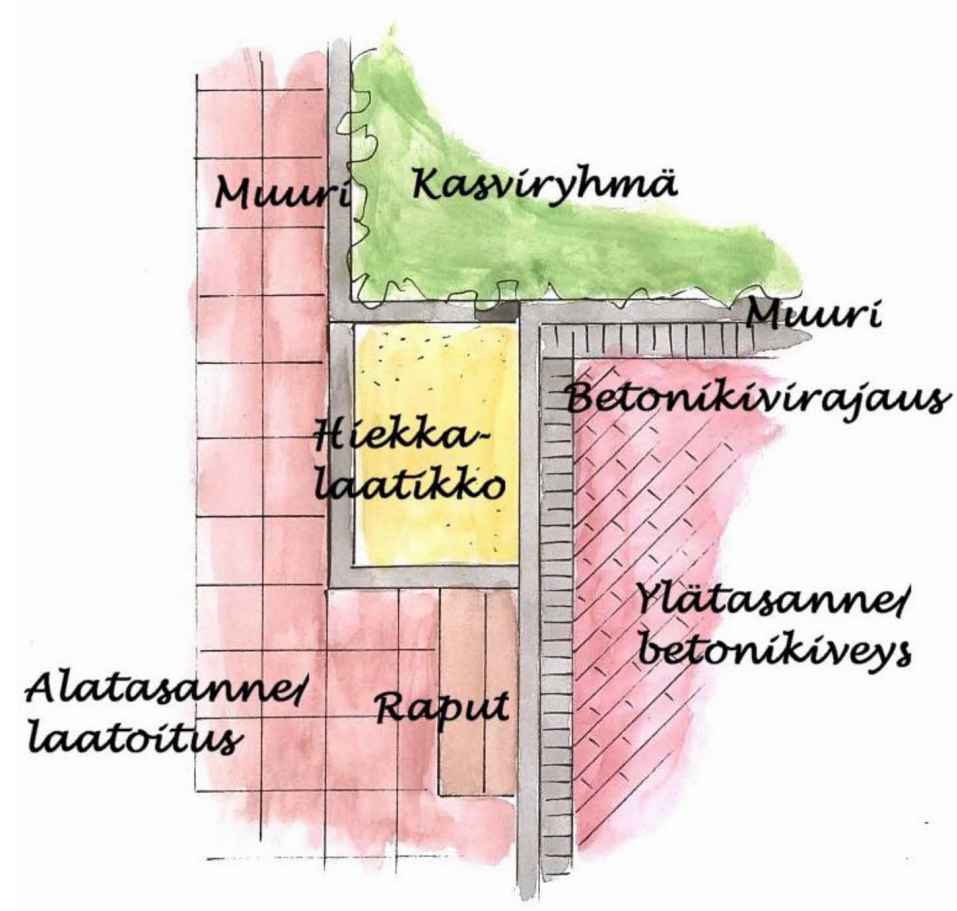 Muuri
Kasviryhmä
Muuri
Betonikivirajaus
Hiekka-
laatikko
Ylätasanne/
betonikiveys
Alatasanne/
laatoitus
Raput